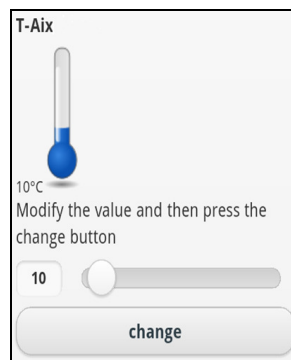 T-Aix
10°C
Modify the value and then press the
change button
10
change